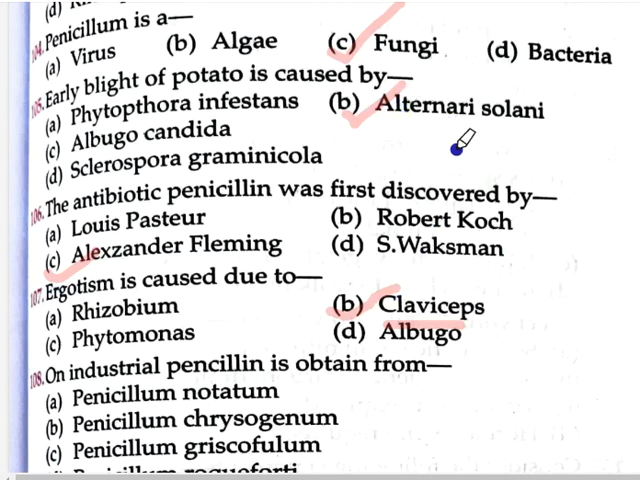 (d)
104. Penicillum is a—
(a) Virus (b) Algae (c) Fungi (d) Bacteria
105. Early blight of potato is caused by—
(a) Phytopthora infestans (b) Alternari solani
(c) Albugo candida
(d) Sclerospora graminicola
106. The antibiotic penicillin was first discovered by—
(a) Louis Pasteur (b) Robert Koch
(c) Alexzander Fleming (d) S.Waksman
107. Ergotism is caused due to—
(a) Rhizobium (b) Claviceps
(c) Phytomonas (d) Albugo
108. On industrial pencillin is obtain from—
(a) Penicillum notatum
(b) Penicillum chrysogenum
(c) Penicillum griscofulum
Penicillum roqueforti